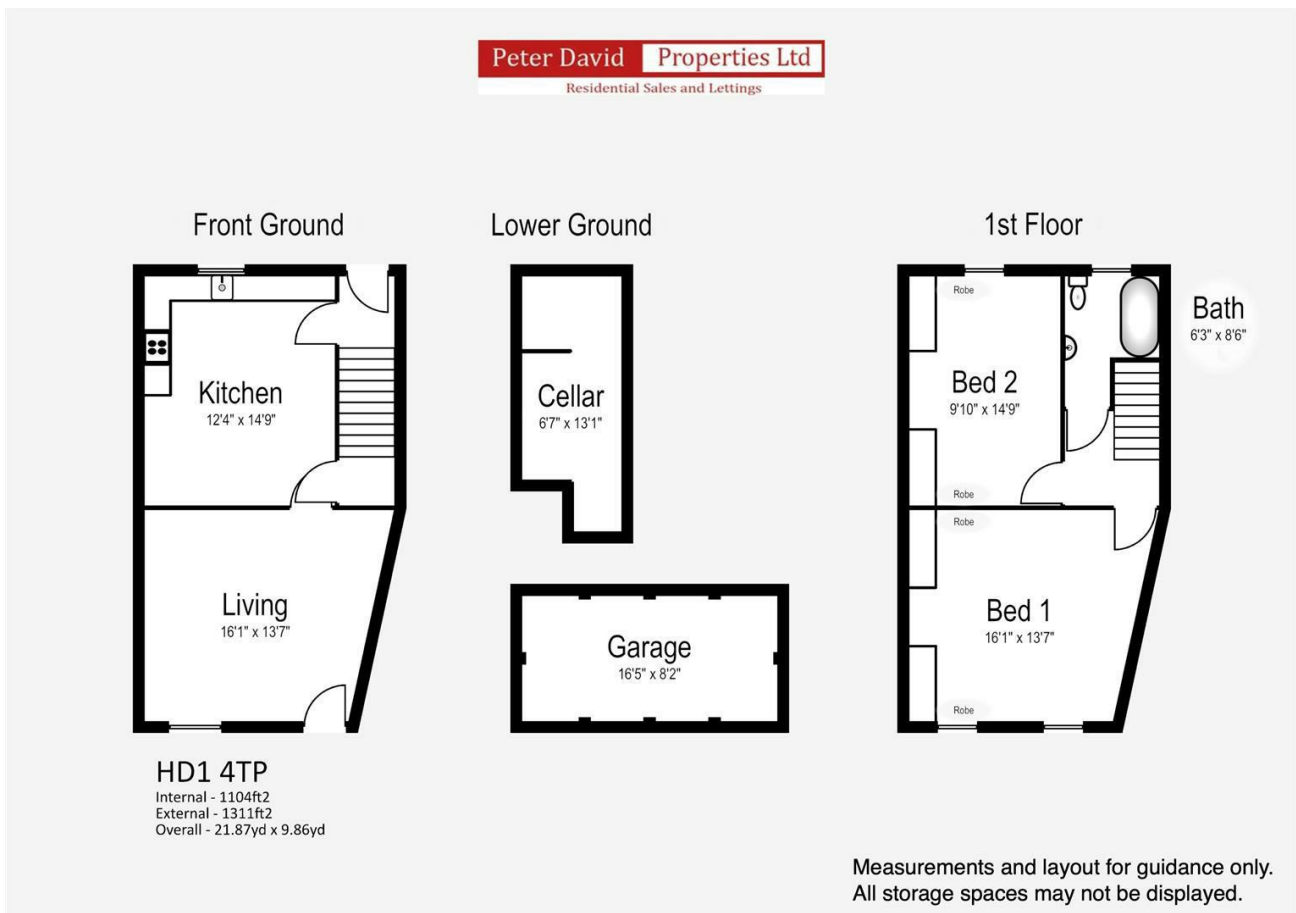 Peter David Properties Ltd
Residential Sales and Lettings
Front Ground
Lower Ground
1st Floor
Kitchen
12'4" x 14'9"
Living
16'1" x 13'7"
Cellar
6'7" x 13'1"
Garage
16'5" x 8'2"
Robe
Bed 2
9'10" x 14'9"
Robe
Robe
Bed 1
16'1" x 13'7"
Robe
Bath
6'3" x 8'6"
HD1 4TP
Internal - 1104ft2
External - 1311ft2
Overall - 21.87yd x 9.86yd
Measurements and layout for guidance only.
All storage spaces may not be displayed.